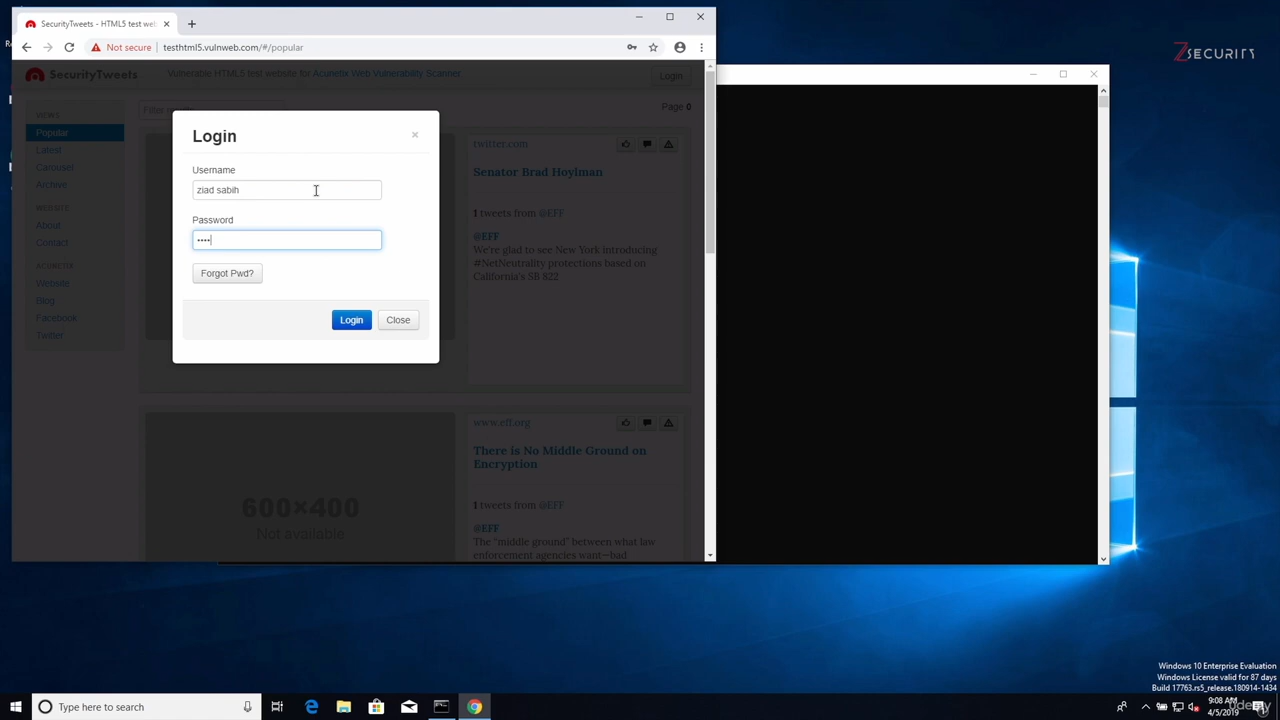 SecurityTweets - HTML5 test web
Not secure
testhtml5.vulnweb.com/#/popular
SecurityTweets
Vulnerable HTML5 test website for Acunetix Web Vulnerability Scanner
Login
Filter
Page 0
VIEWS
Popular
Latest
Carousel
Archive
WEBSITE
About
Contact
ACUNETIX
Website
Blog
Facebook
Twitter
Login
×
Username
ziad sabih
Password
••••
Forgot Pwd?
Login
Close
twitter.com
Senator Brad Hoylman
1 tweets from @EFF
@EFF
We're glad to see New York introducing
#NetNeutrality protections based on
California's SB 822
600×400
Not available
www.eff.org
There is No Middle Ground on
Encryption
1 tweets from @EFF
@EFF
The "middle ground" between what law
enforcement agencies want—bad
ZSECURITY
Windows 10 Enterprise Evaluation
Windows License valid for 87 days
Build 17763.rs5_release.180914-1434
Type here to search
9:08 AM
4/5/2019